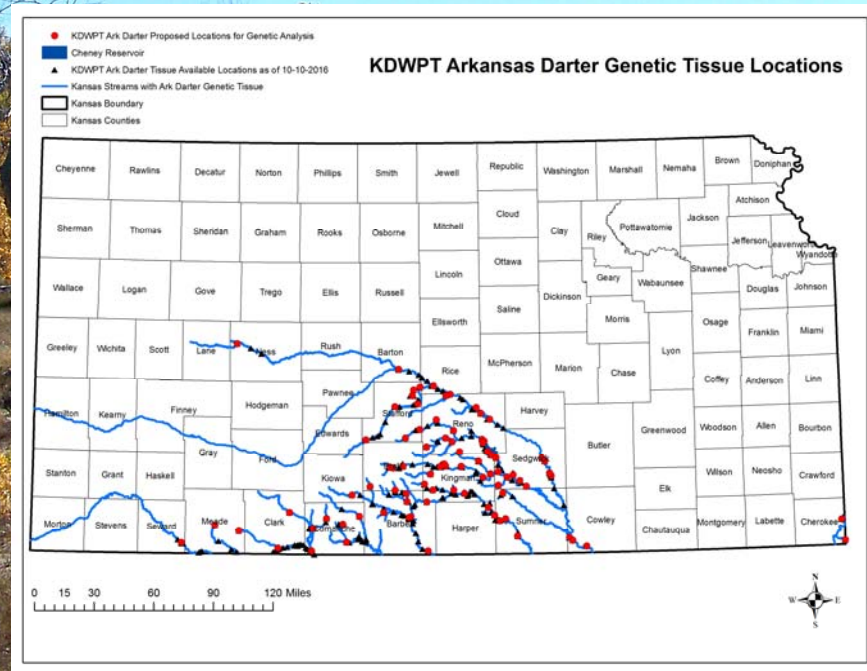 KDWPT Ark Darter Proposed Locations for Genetic Analysis
Cheney Reservoir
KDWPT Ark Darter Tissue Available Locations as of 10-10-2016
Kansas Streams with Ark Darter Genetic Tissue
Kansas Boundary
Kansas Counties
KDWPT Arkansas Darter Genetic Tissue Locations
Cheyenne Rawlins Decatur Norton Phillips Smith Jewell Republic Washington Marshall Nemaha Brown Doniphan
Atchison
Sherman Thomas Sheridan Graham Rooks Osborne Mitchell Cloud Clay Riley Pottawatomie Jackson
Jefferson Leavenworth
Wyandotte
Ottawa Geary Wabaunsee Shawnee
Wallace Logan Gove Trego Ellis Russell Lincoln Dickinson Douglas Johnson
Saline Morris Osage Franklin Miami
Ellsworth
Greeley Wichita Scott Lane Ness Rush Barton Rice McPherson Marion Chase Lyon Coffey Anderson Linn
Hamilton Kearny Finney Hodgeman Pawnee Stafford Reno Harvey
Edwards Butler Greenwood Woodson Allen Bourbon
Gray Ford Sedgwick
Stanton Grant Haskell Kiowa Kingman Elk Wilson Neosho Crawford
Morton Stevens Seward Meade Clark Comanche Barber Harper Sumner Cowley Chautauqua Montgomery Labette Cherokee
0 15 30 60 90 120 Miles
N
W E
S